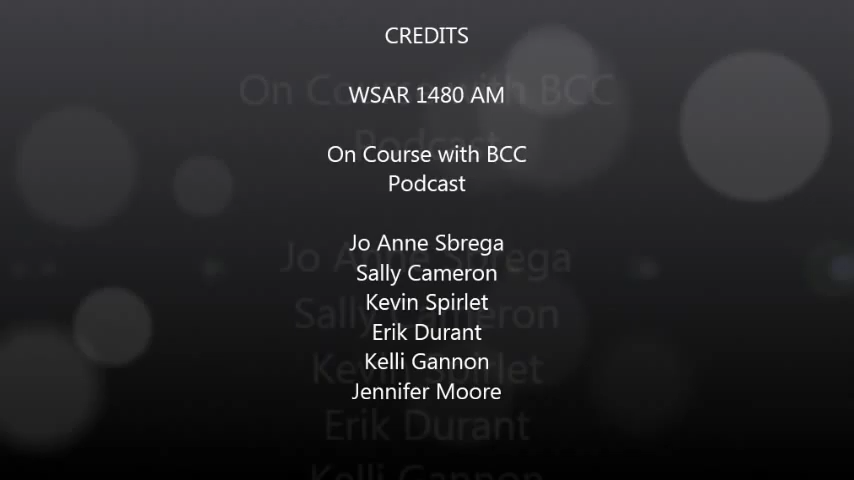 CREDITS
WSAR 1480 AM
On Course with BCC
Podcast
Jo Anne Sbrega
Sally Cameron
Kevin Spirlet
Erik Durant
Kelli Gannon
Jennifer Moore